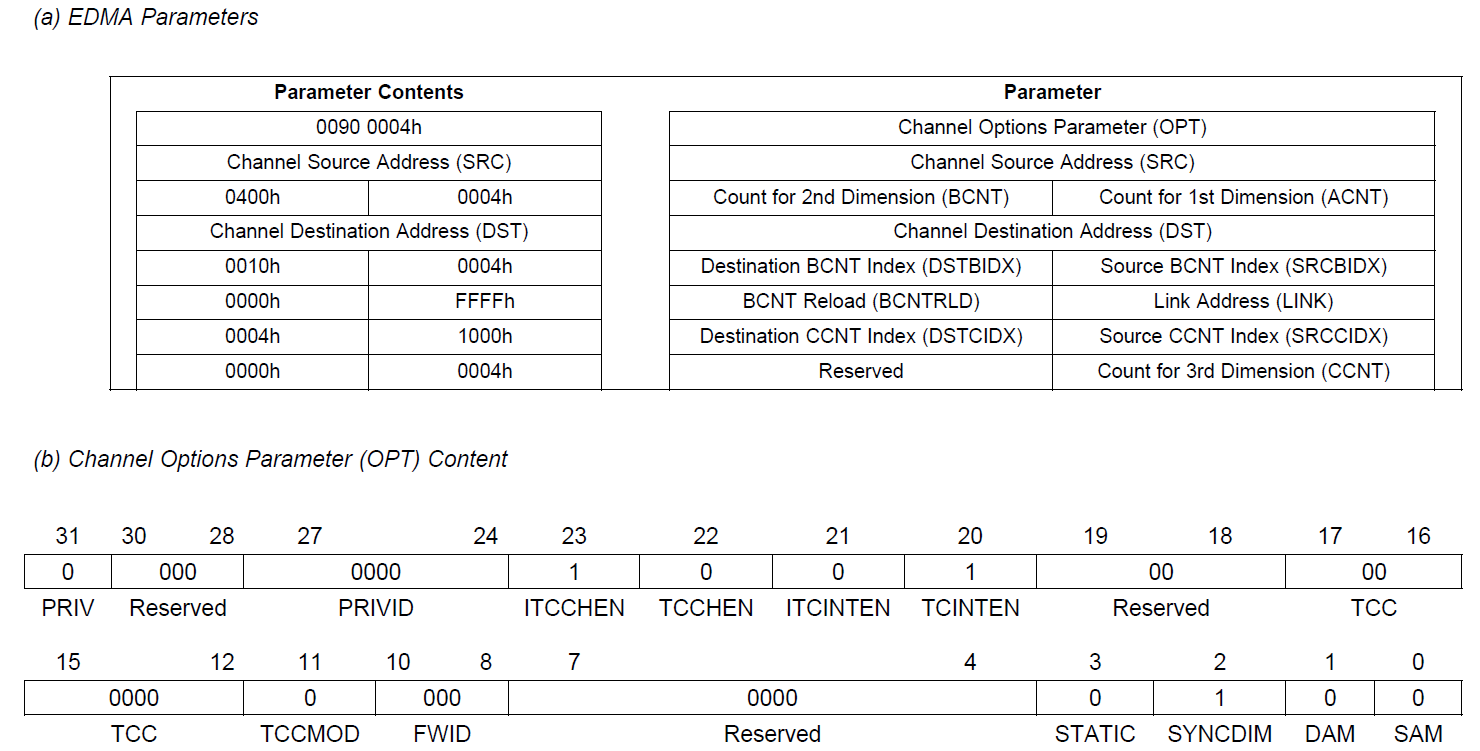 (a) EDMA Parameters
Parameter Contents Parameter
0090 0004h Channel Options Parameter (OPT)
Channel Source Address (SRC) Channel Source Address (SRC)
0400h 0004h Count for 2nd Dimension (BCNT) Count for 1st Dimension (ACNT)
Channel Destination Address (DST) Channel Destination Address (DST)
0010h 0004h Destination BCNT Index (DSTBIDX) Source BCNT Index (SRCBIDX)
0000h FFFFh BCNT Reload (BCNTRLD) Link Address (LINK)
0004h 1000h Destination CCNT Index (DSTCIDX) Source CCNT Index (SRCCIDX)
0000h 0004h Reserved Count for 3rd Dimension (CCNT)
(b) Channel Options Parameter (OPT) Content
31 30 28 27 24 23 22 21 20 19 18 17 16
0 000 0000 1 0 0 1 00 00
PRIV Reserved PRIVID ITCCHEN TCCHEN ITCINTEN TCINTEN Reserved TCC
15 12 11 10 8 7 4 3 2 1 0
0000 0 000 0000 0 1 0 0
TCC TCCMOD FWID Reserved STATIC SYNCDIM DAM SAM